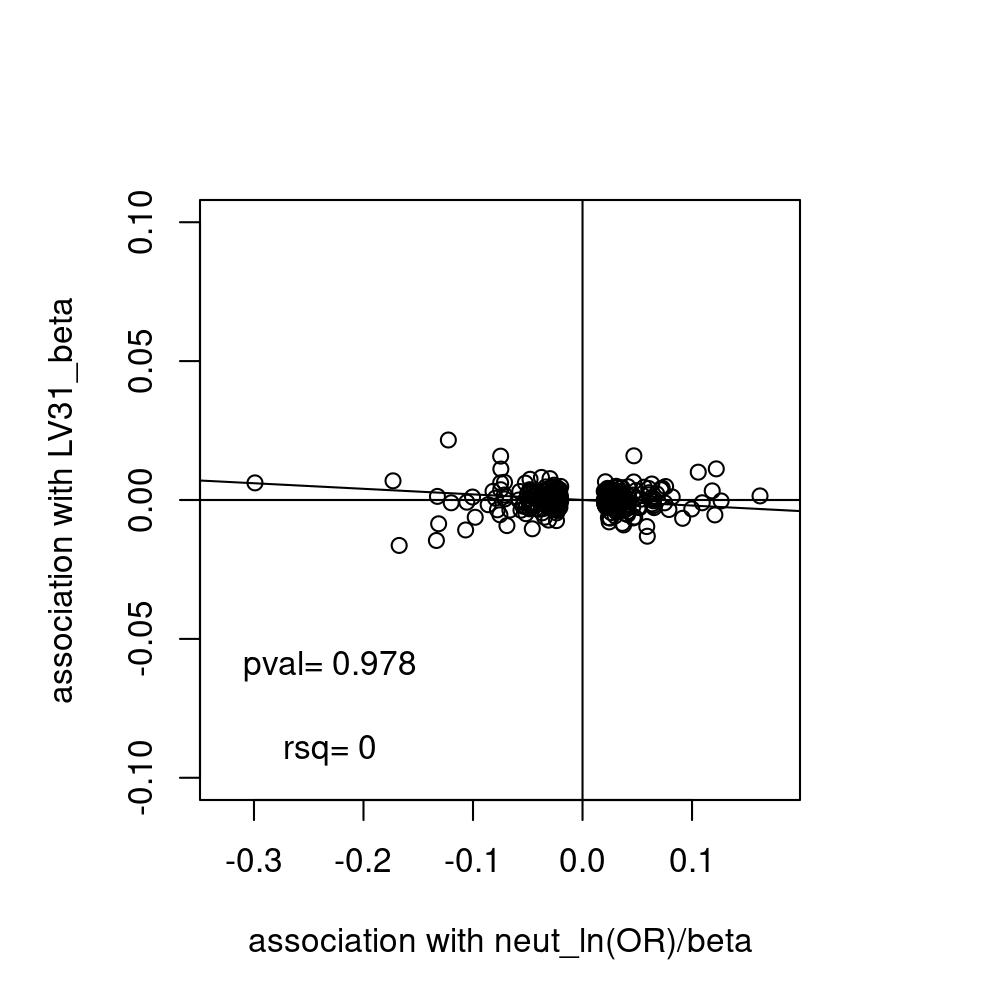 association with LV31_beta
0.10
0.05
0.00
-0.05
-0.10
pval= 0.978
rsq= 0
-0.3 -0.2 -0.1 0.0 0.1
association with neut_ln(OR)/beta